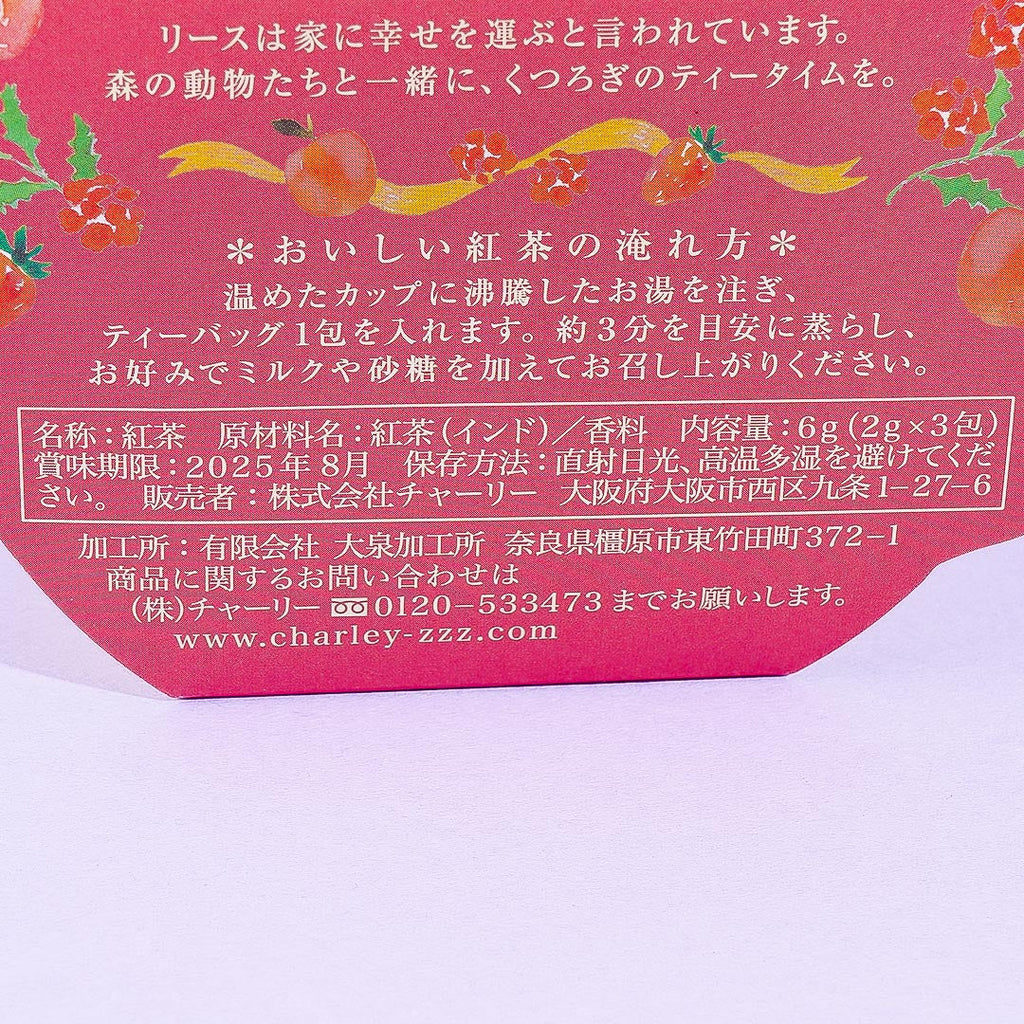 リースは家に幸せを運ぶと言われています。
森の動物たちと一緒に、くつろぎのティータイムを。
＊おいしい紅茶の淹れ方＊
温めたカップに沸騰したお湯を注ぎ、
ティーバッグ1包を入れます。約3分を目安に蒸らし、
お好みでミルクや砂糖を加えてお召し上がりください。
名称：紅茶　原材料名：紅茶（インド）／香料　内容量：6g（2g×3包）
賞味期限：2025年8月　保存方法：直射日光、高温多湿を避けてくだ
さい。　販売者：株式会社チャーリー　大阪府大阪市西区九条1-27-6
加工所：有限会社 大泉加工所 奈良県橿原市東竹田町372-1
商品に関するお問い合わせは
（株）チャーリー 0120-533473までお願いします。
www.charley-zzz.com